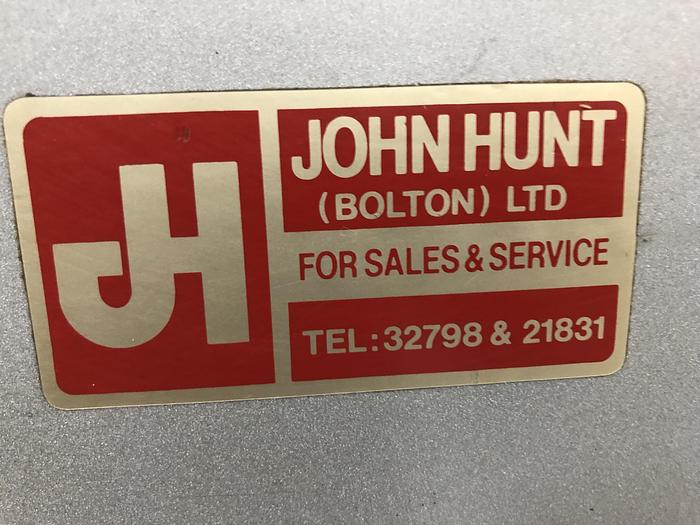 JH
JOHN HUNT
(BOLTON) LTD
FOR SALES & SERVICE
TEL: 32798 & 21831